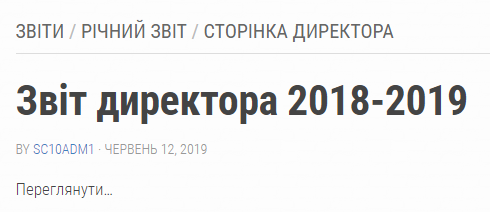 ЗВІТИ / РІЧНИЙ ЗВІТ / СТОРІНКА ДИРЕКТОРА
Звіт директора 2018-2019
BY SC10ADM1 · ЧЕРВЕНЬ 12, 2019
Переглянути...